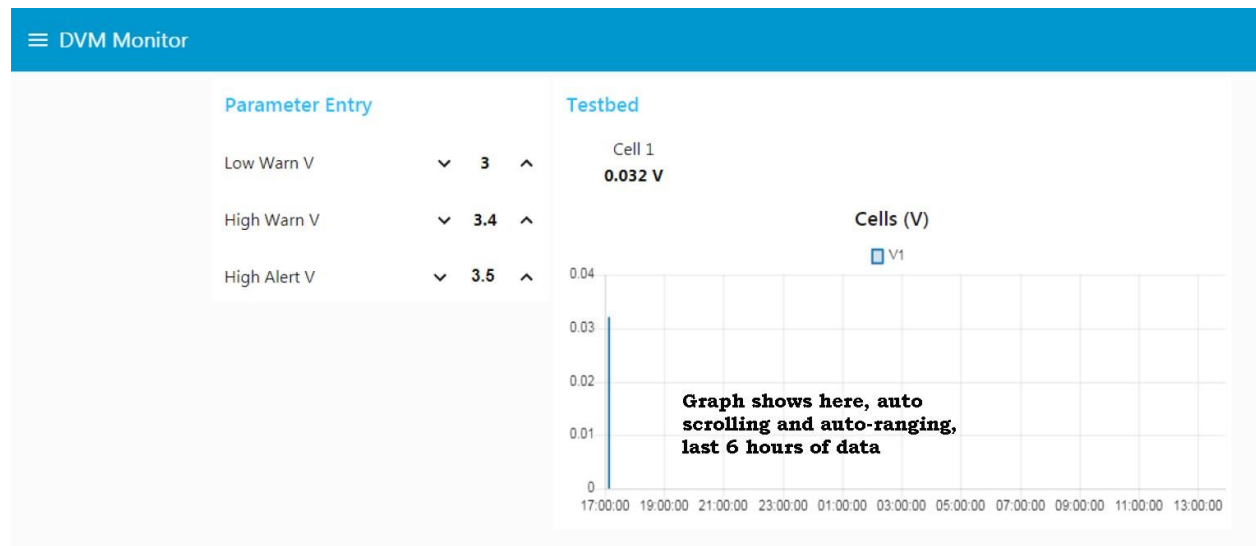 DVM Monitor
Parameter Entry
Low Warn V 3
High Warn V 3.4
High Alert V 3.5
Testbed
Cell 1
0.032 V
Cells (V)
V1
0.04
0.03
0.02
0.01
0
Graph shows here, auto
scrolling and auto-ranging,
last 6 hours of data
17:00:00 19:00:00 21:00:00 23:00:00 01:00:00 03:00:00 05:00:00 07:00:00 09:00:00 11:00:00 13:00:00